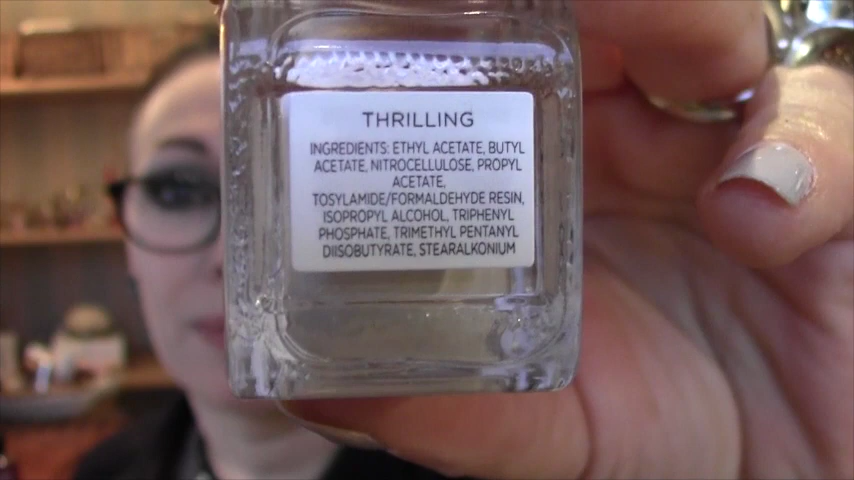 THRILLING
INGREDIENTS: ETHYL ACETATE, BUTYL
ACETATE, NITROCELLULOSE, PROPYL
ACETATE,
TOSYLAMIDE/FORMALDEHYDE RESIN,
ISOPROPYL ALCOHOL, TRIPHENYL
PHOSPHATE, TRIMETHYL PENTANYL
DIISOBUTYRATE, STEARALKONIUM